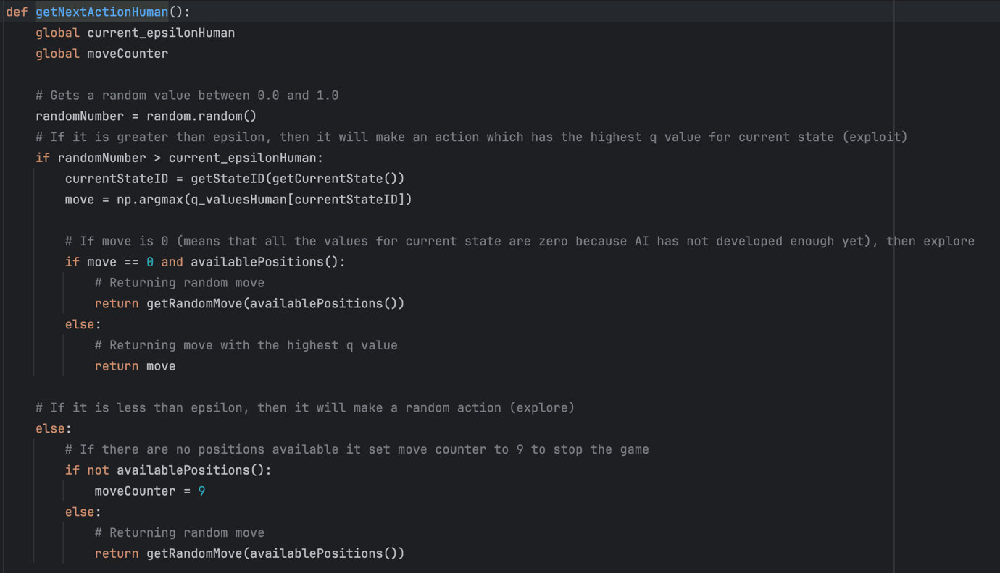 def getNextActionHuman():
    global current_epsilonHuman
    global moveCounter

    # Gets a random value between 0.0 and 1.0
    randomNumber = random.random()
    # If it is greater than epsilon, then it will make an action which has the highest q value for current state (exploit)
    if randomNumber > current_epsilonHuman:
        currentStateID = getStateID(getCurrentState())
        move = np.argmax(q_valuesHuman[currentStateID])

        # If move is 0 (means that all the values for current state are zero because AI has not developed enough yet), then explore
        if move == 0 and availablePositions():
            # Returning random move
            return getRandomMove(availablePositions())
        else:
            # Returning move with the highest q value
            return move

    # If it is less than epsilon, then it will make a random action (explore)
    else:
        # If there are no positions available it set move counter to 9 to stop the game
        if not availablePositions():
            moveCounter = 9
        else:
            # Returning random move
            return getRandomMove(availablePositions())